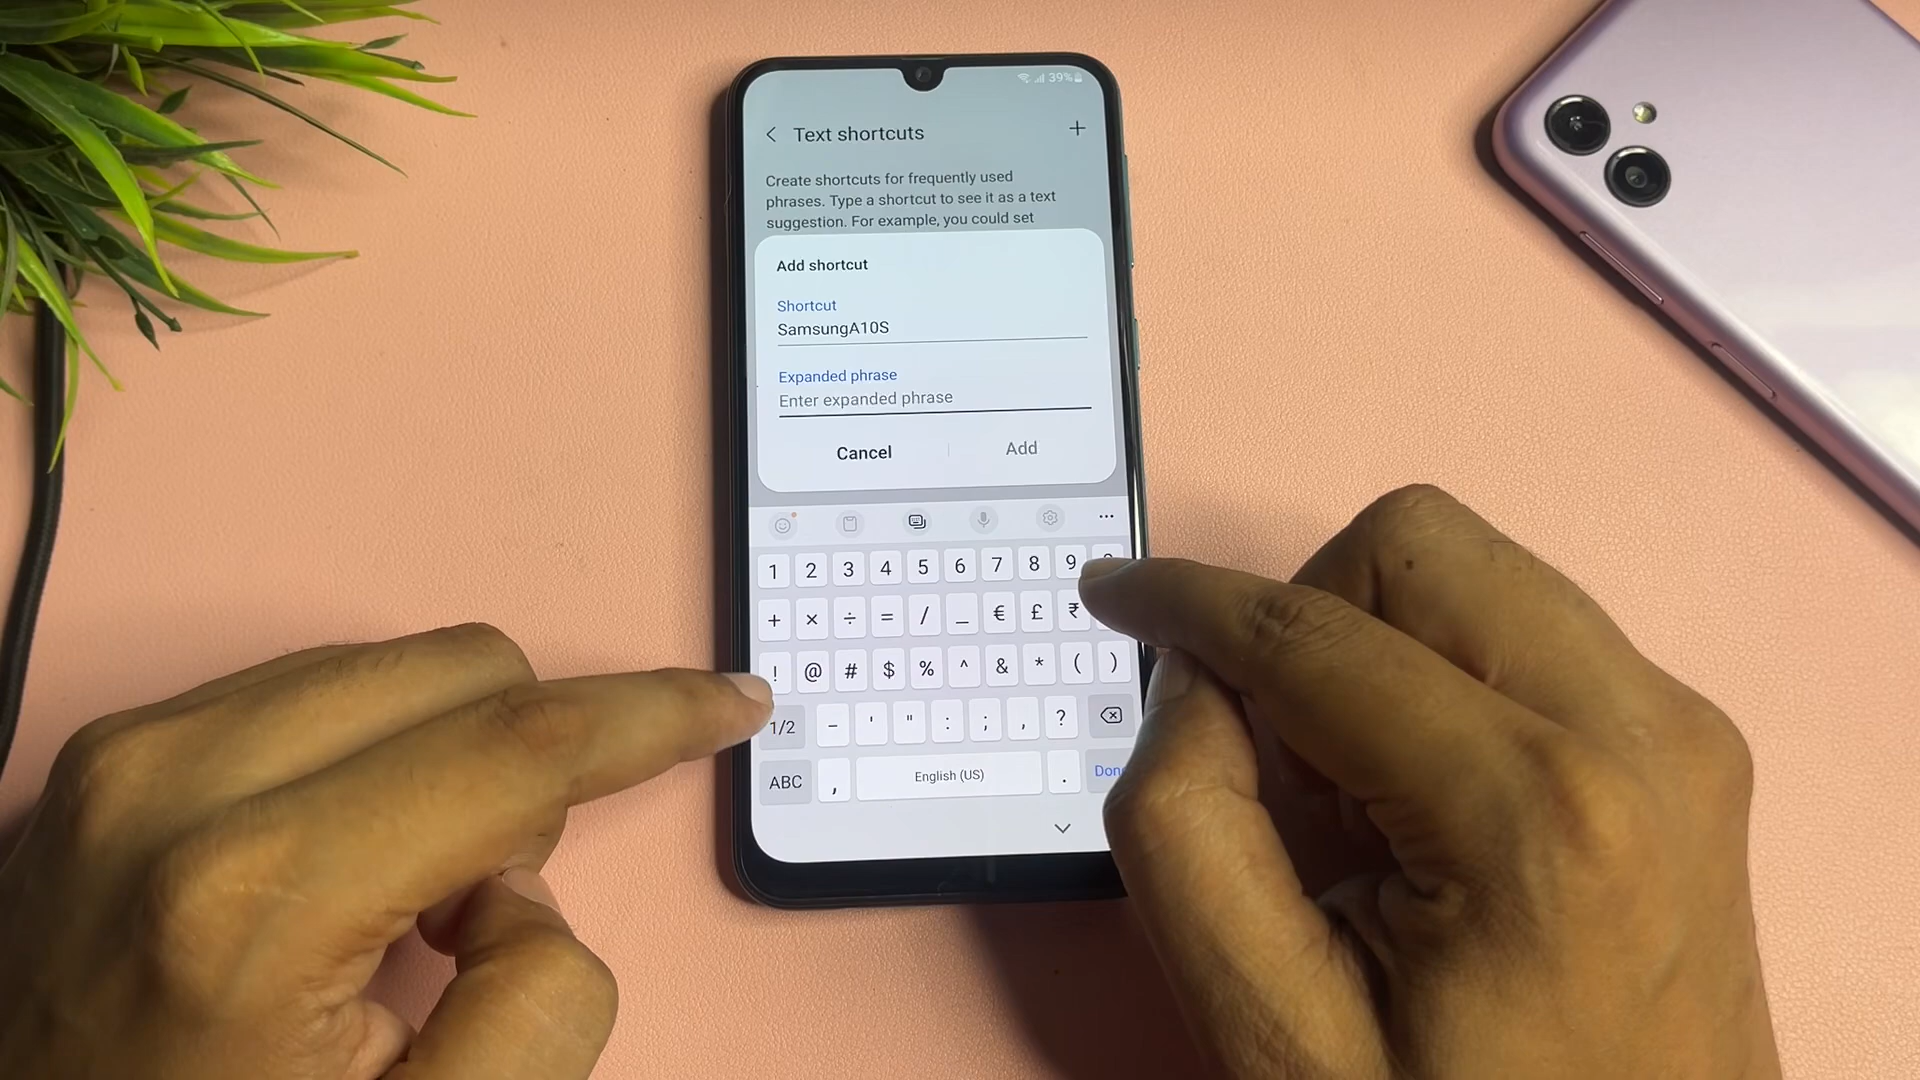 39%
Text shortcuts
Create shortcuts for frequently used
phrases. Type a shortcut to see it as a text
suggestion. For example, you could set
Add shortcut
Shortcut
SamsungA10S
Expanded phrase
Enter expanded phrase
Cancel
Add
1 2 3 4 5 6 7 8 9
+ × ÷ = / _ € £ ₹
! @ # $ % ^ & * ( )
1/2 - ' " : ; , ?
ABC , English (US) .